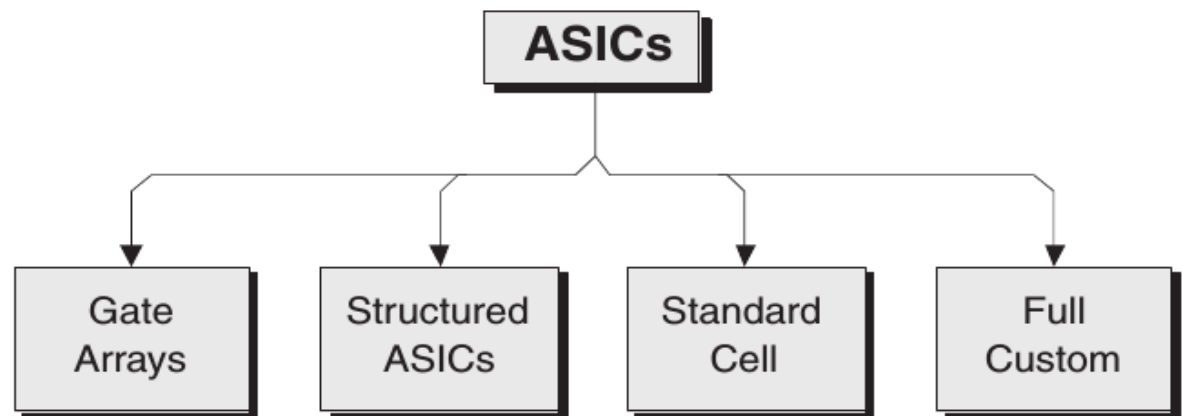 ASICs
Gate
Arrays
Structured
ASICs
Standard
Cell
Full
Custom